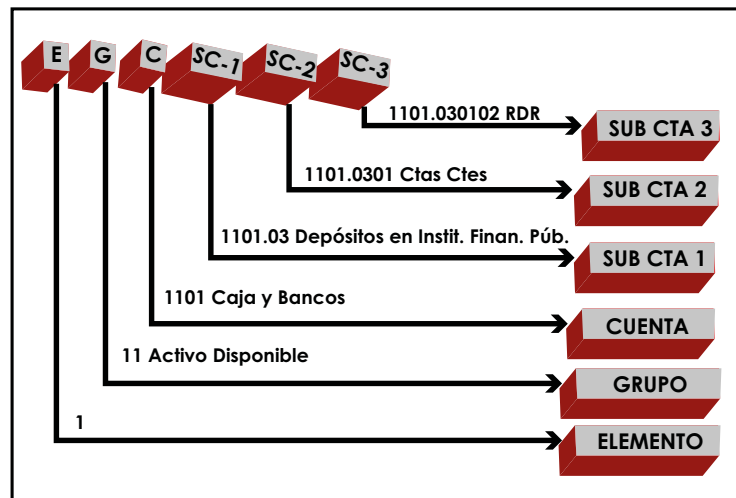 E G C SC-1 SC-2 SC-3
1101.030102 RDR
SUB CTA 3
1101.0301 Ctas Ctes
SUB CTA 2
1101.03 Depósitos en Instit. Finan. Púb.
SUB CTA 1
1101 Caja y Bancos
CUENTA
11 Activo Disponible
GRUPO
1
ELEMENTO